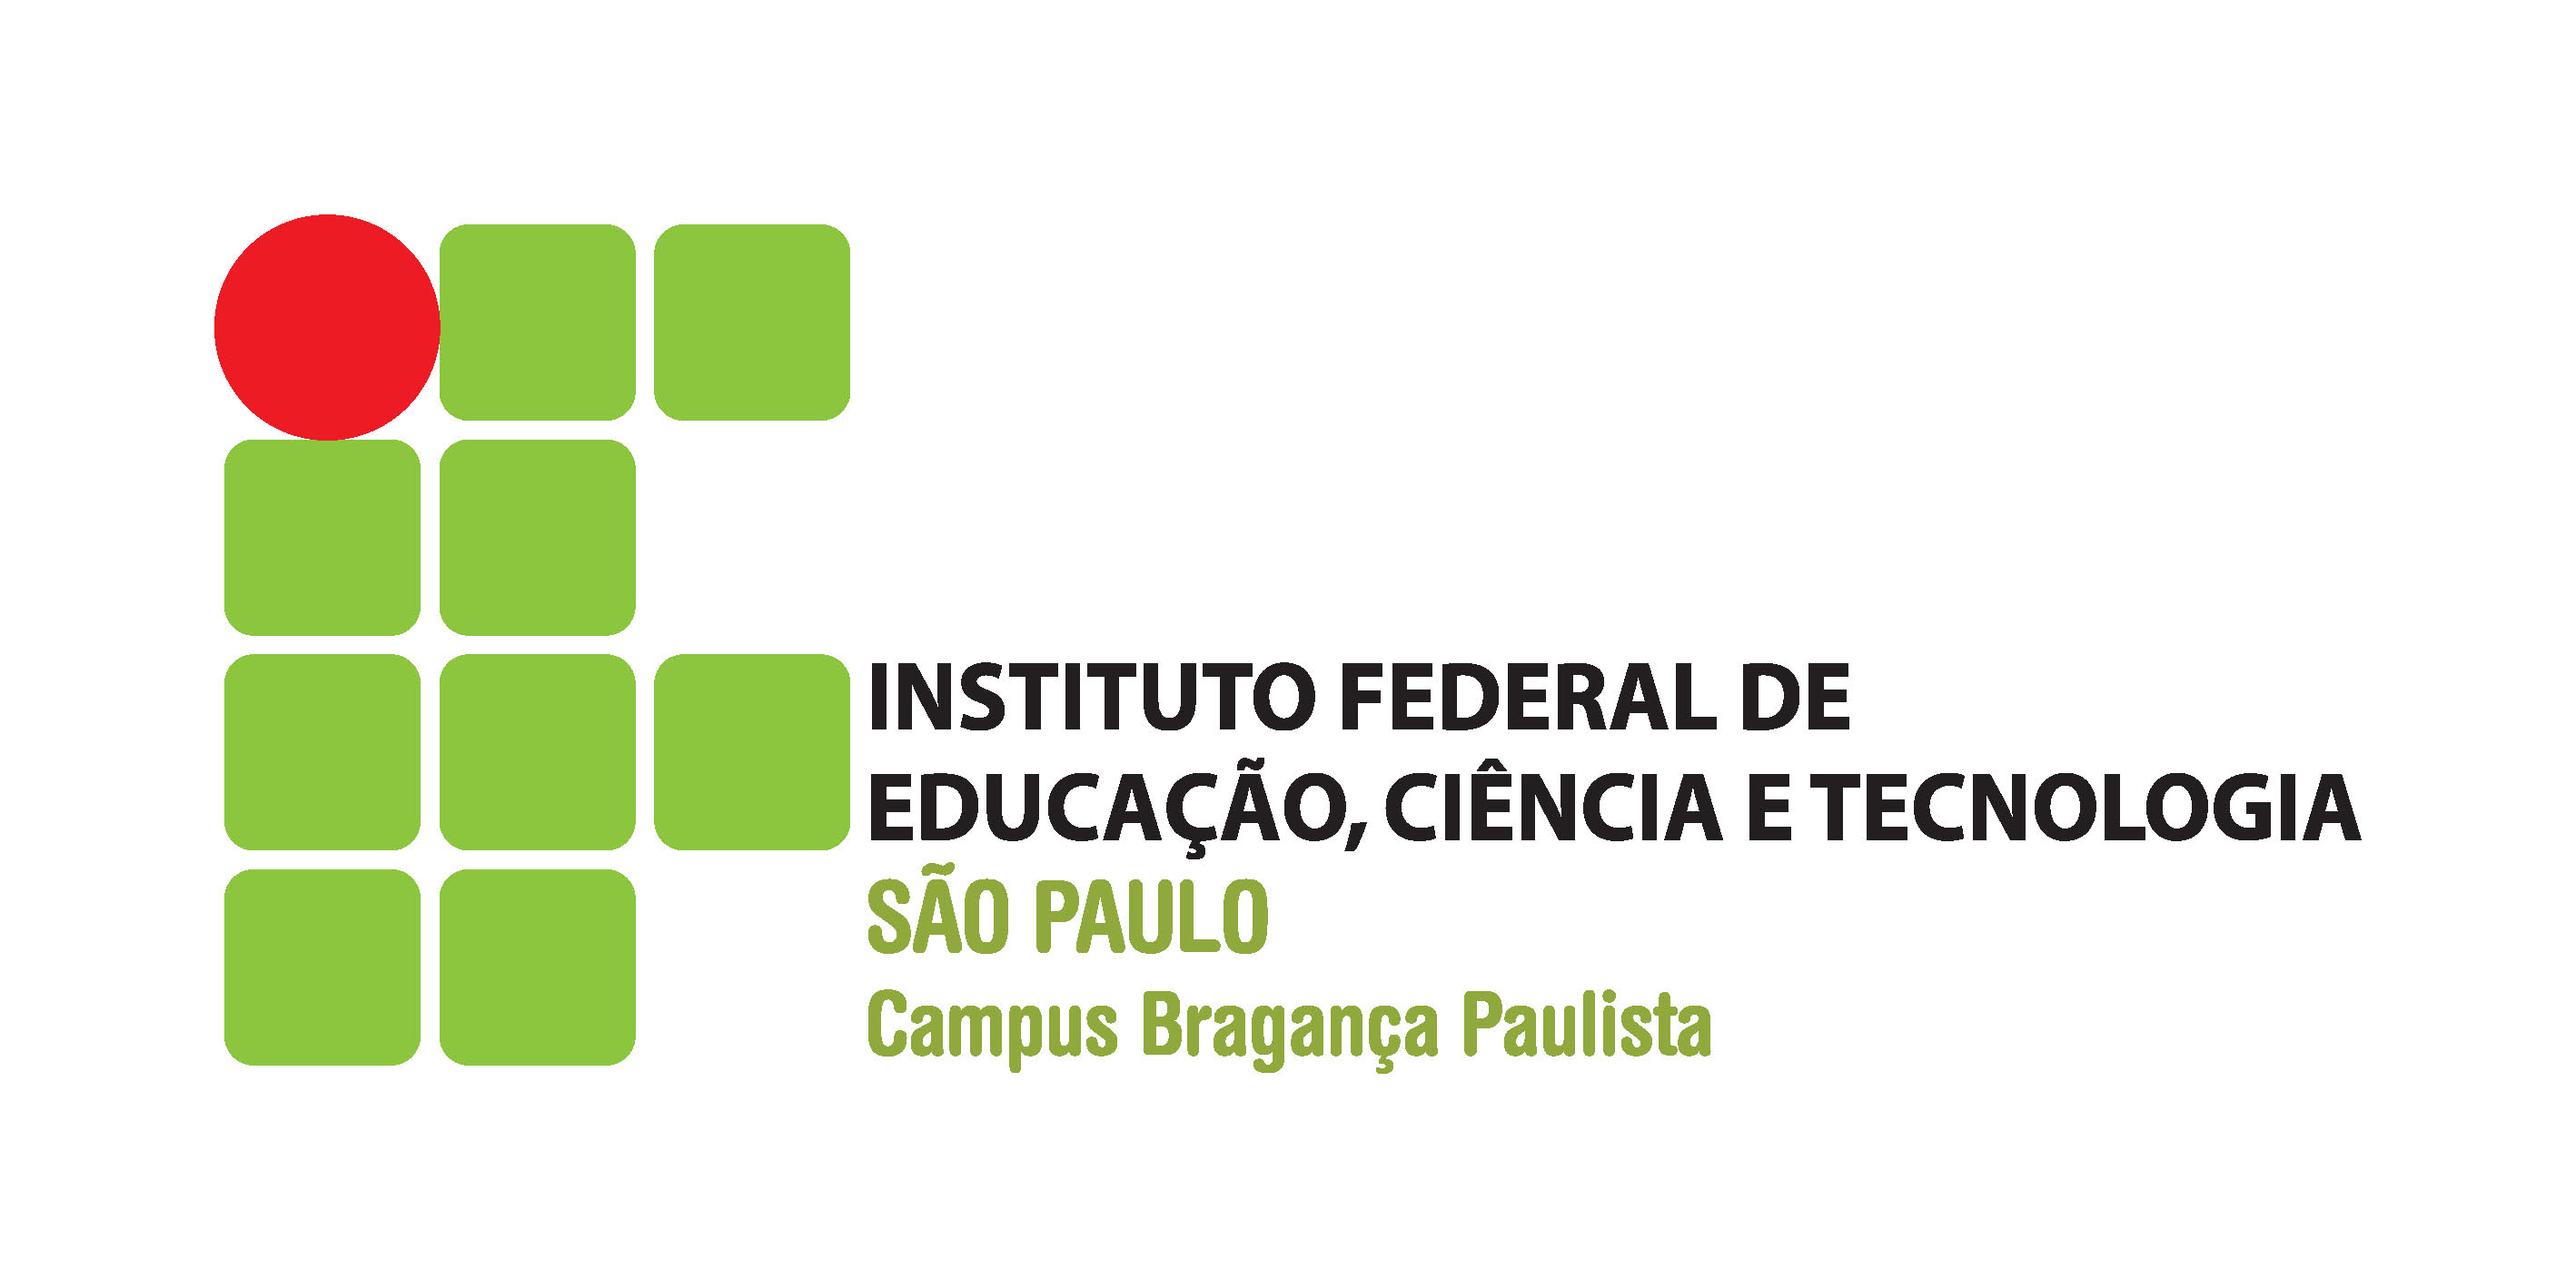 INSTITUTO FEDERAL DE
EDUCAÇÃO, CIÊNCIA E TECNOLOGIA
SÃO PAULO
Campus Bragança Paulista